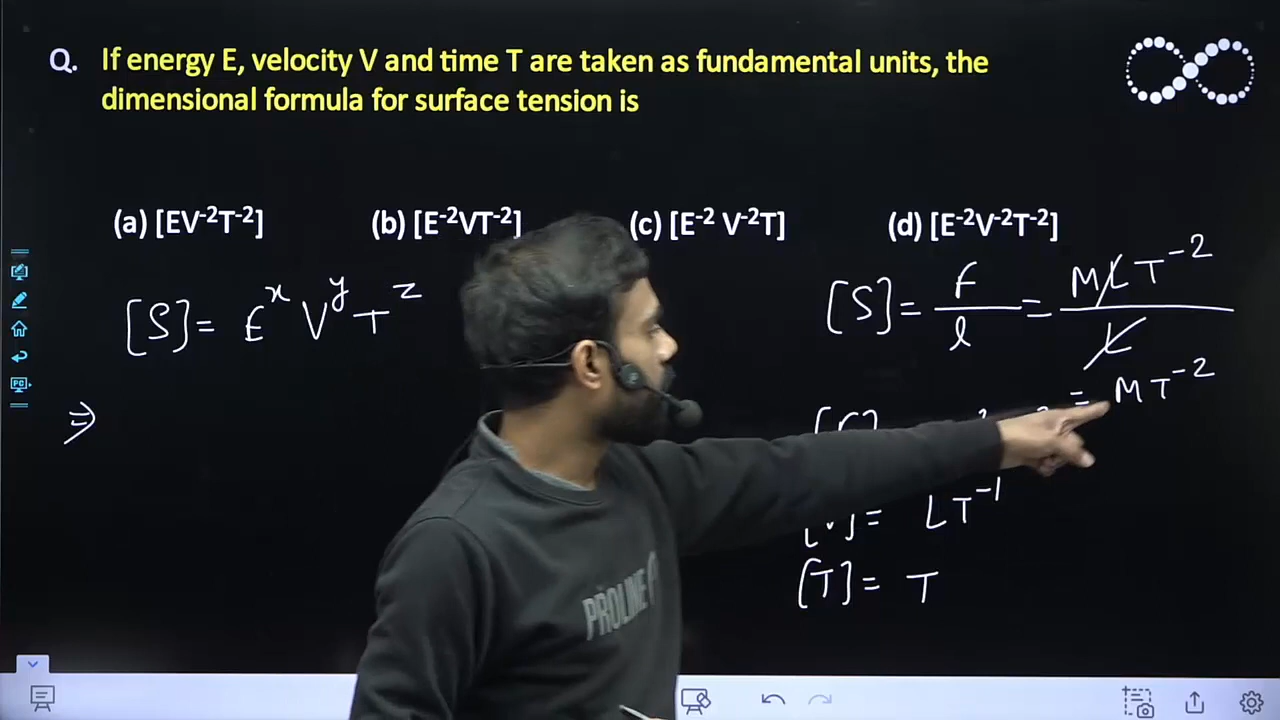 Q. If energy E, velocity V and time T are taken as fundamental units, the
dimensional formula for surface tension is
(a) [EV⁻²T⁻²] (b) [E⁻²VT⁻²] (c) [E⁻² V⁻²T] (d) [E⁻²V⁻²T⁻²]
[S] = E^x V^y T^z
[S] = F/l = MLT⁻²/L
= MT⁻²
⇒
= LT⁻¹
[T] = T
PROLINE
PC